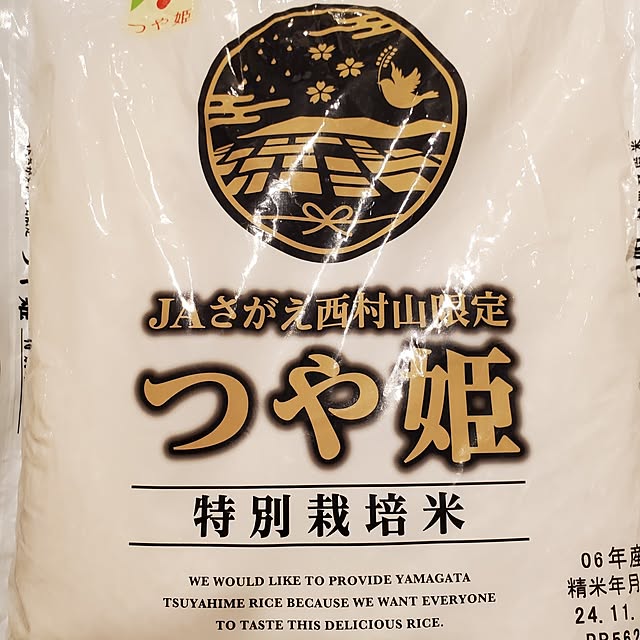 つや姫
JAさがえ西村山限定
つや姫
特別栽培米
WE WOULD LIKE TO PROVIDE YAMAGATA
TSUYAHIME RICE BECAUSE WE WANT EVERYONE
TO TASTE THIS DELICIOUS RICE.
06年産
精米年月
24.11.